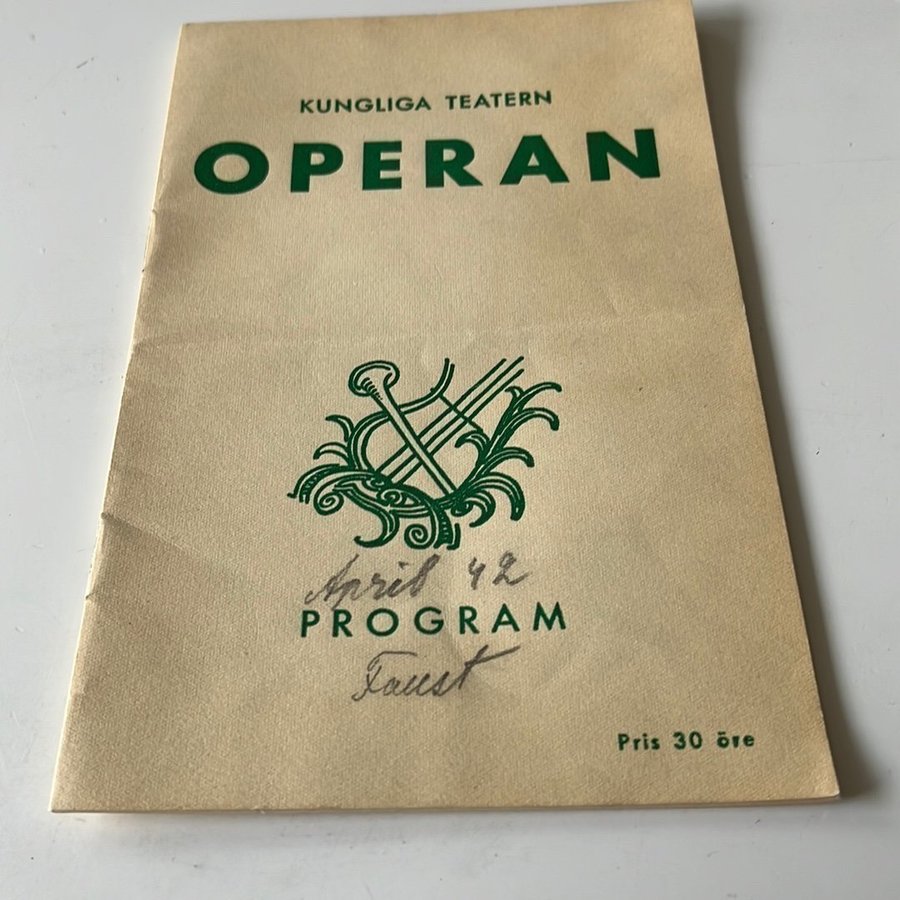 KUNGLIGA TEATERN
OPERAN
April 42
PROGRAM
Faust
Pris 30 öre